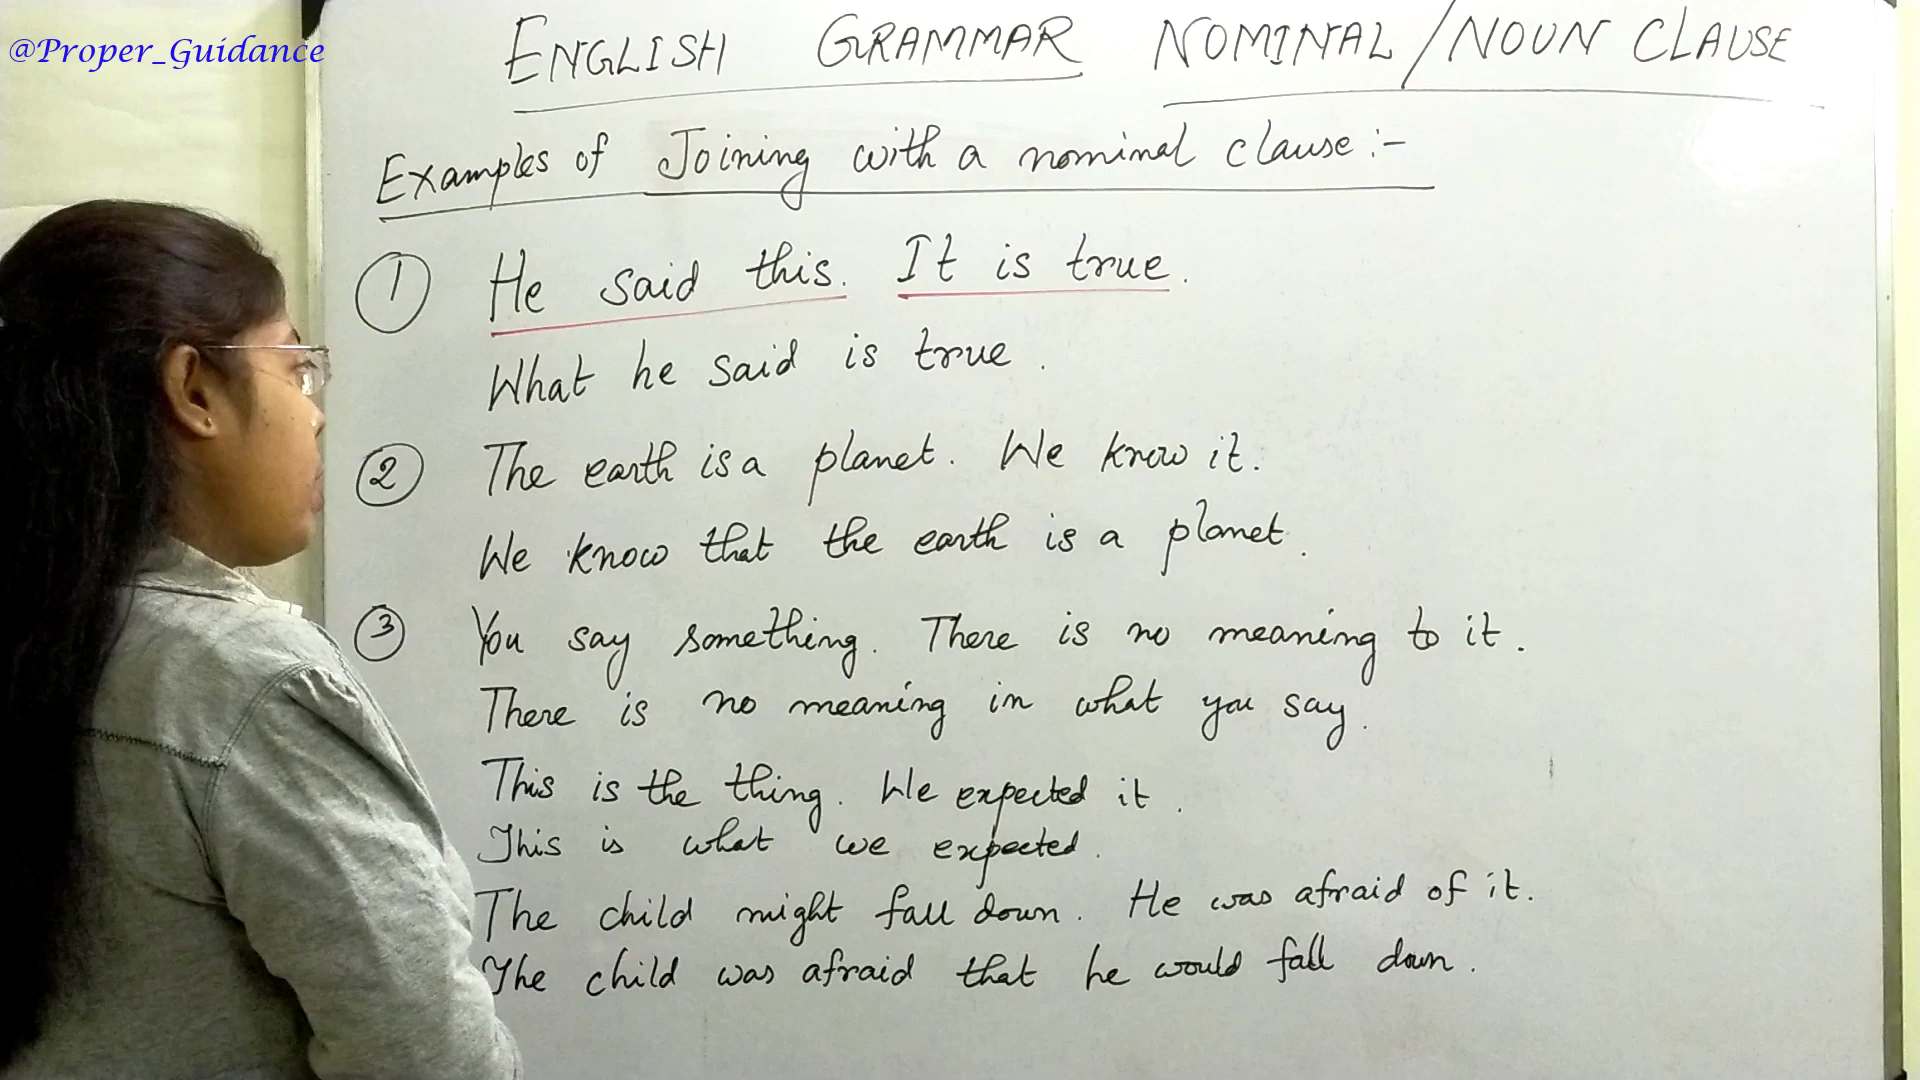 @Proper_Guidance
ENGLISH GRAMMAR NOMINAL/NOUN CLAUSE
Examples of Joining with a nominal clause:-
1 He said this. It is true.
What he said is true.
2 The earth is a planet. We know it.
We know that the earth is a planet.
3 You say something. There is no meaning to it.
There is no meaning in what you say.
This is the thing. We expected it.
This is what we expected.
The child might fall down. He was afraid of it.
The child was afraid that he would fall down.